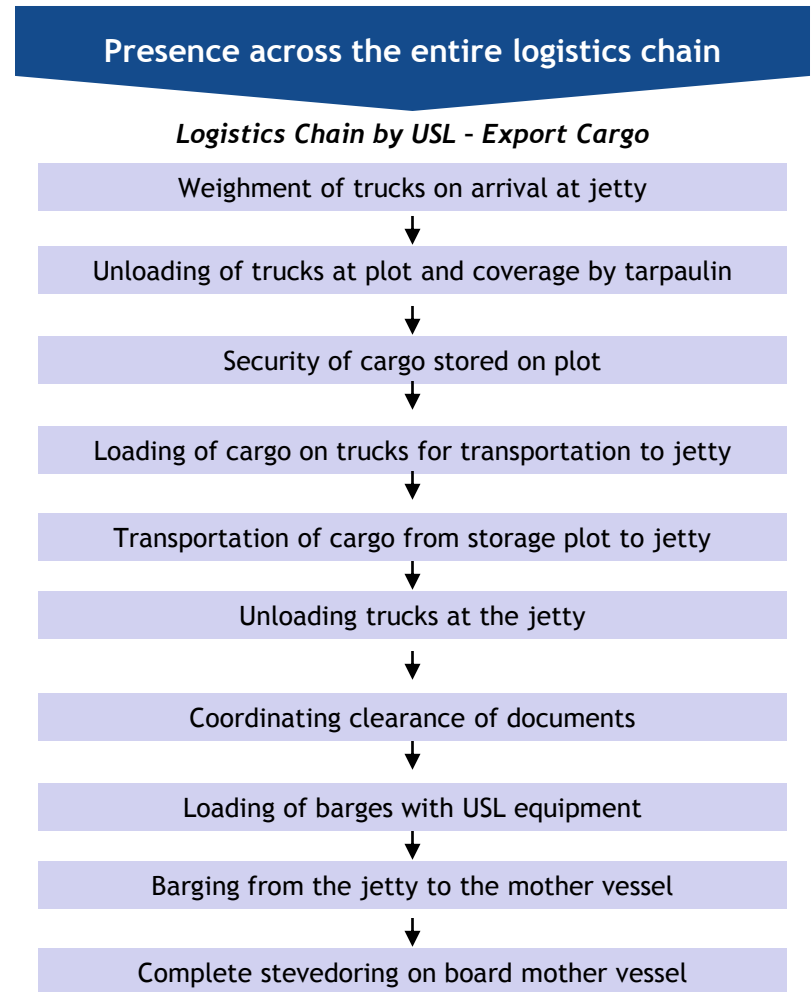 Presence across the entire logistics chain
Logistics Chain by USL – Export Cargo
Weighment of trucks on arrival at jetty
Unloading of trucks at plot and coverage by tarpaulin
Security of cargo stored on plot
Loading of cargo on trucks for transportation to jetty
Transportation of cargo from storage plot to jetty
Unloading trucks at the jetty
Coordinating clearance of documents
Loading of barges with USL equipment
Barging from the jetty to the mother vessel
Complete stevedoring on board mother vessel